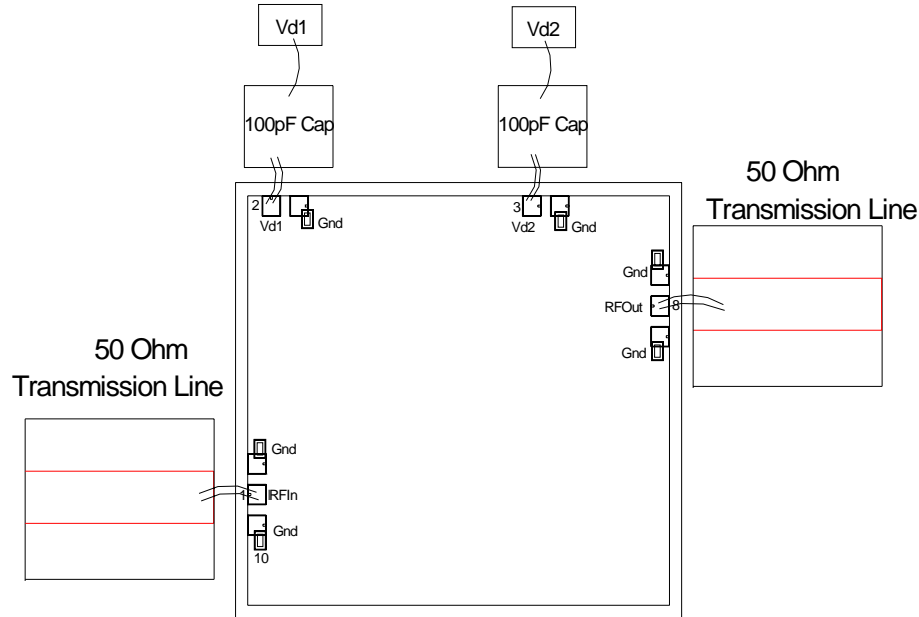 Vd1
Vd2
100pF Cap
100pF Cap
50 Ohm
Transmission Line
2
Vd1
Gnd
3
Vd2
Gnd
Gnd
RFOut
8
Gnd
50 Ohm
Transmission Line
Gnd
1
RFIn
Gnd
10